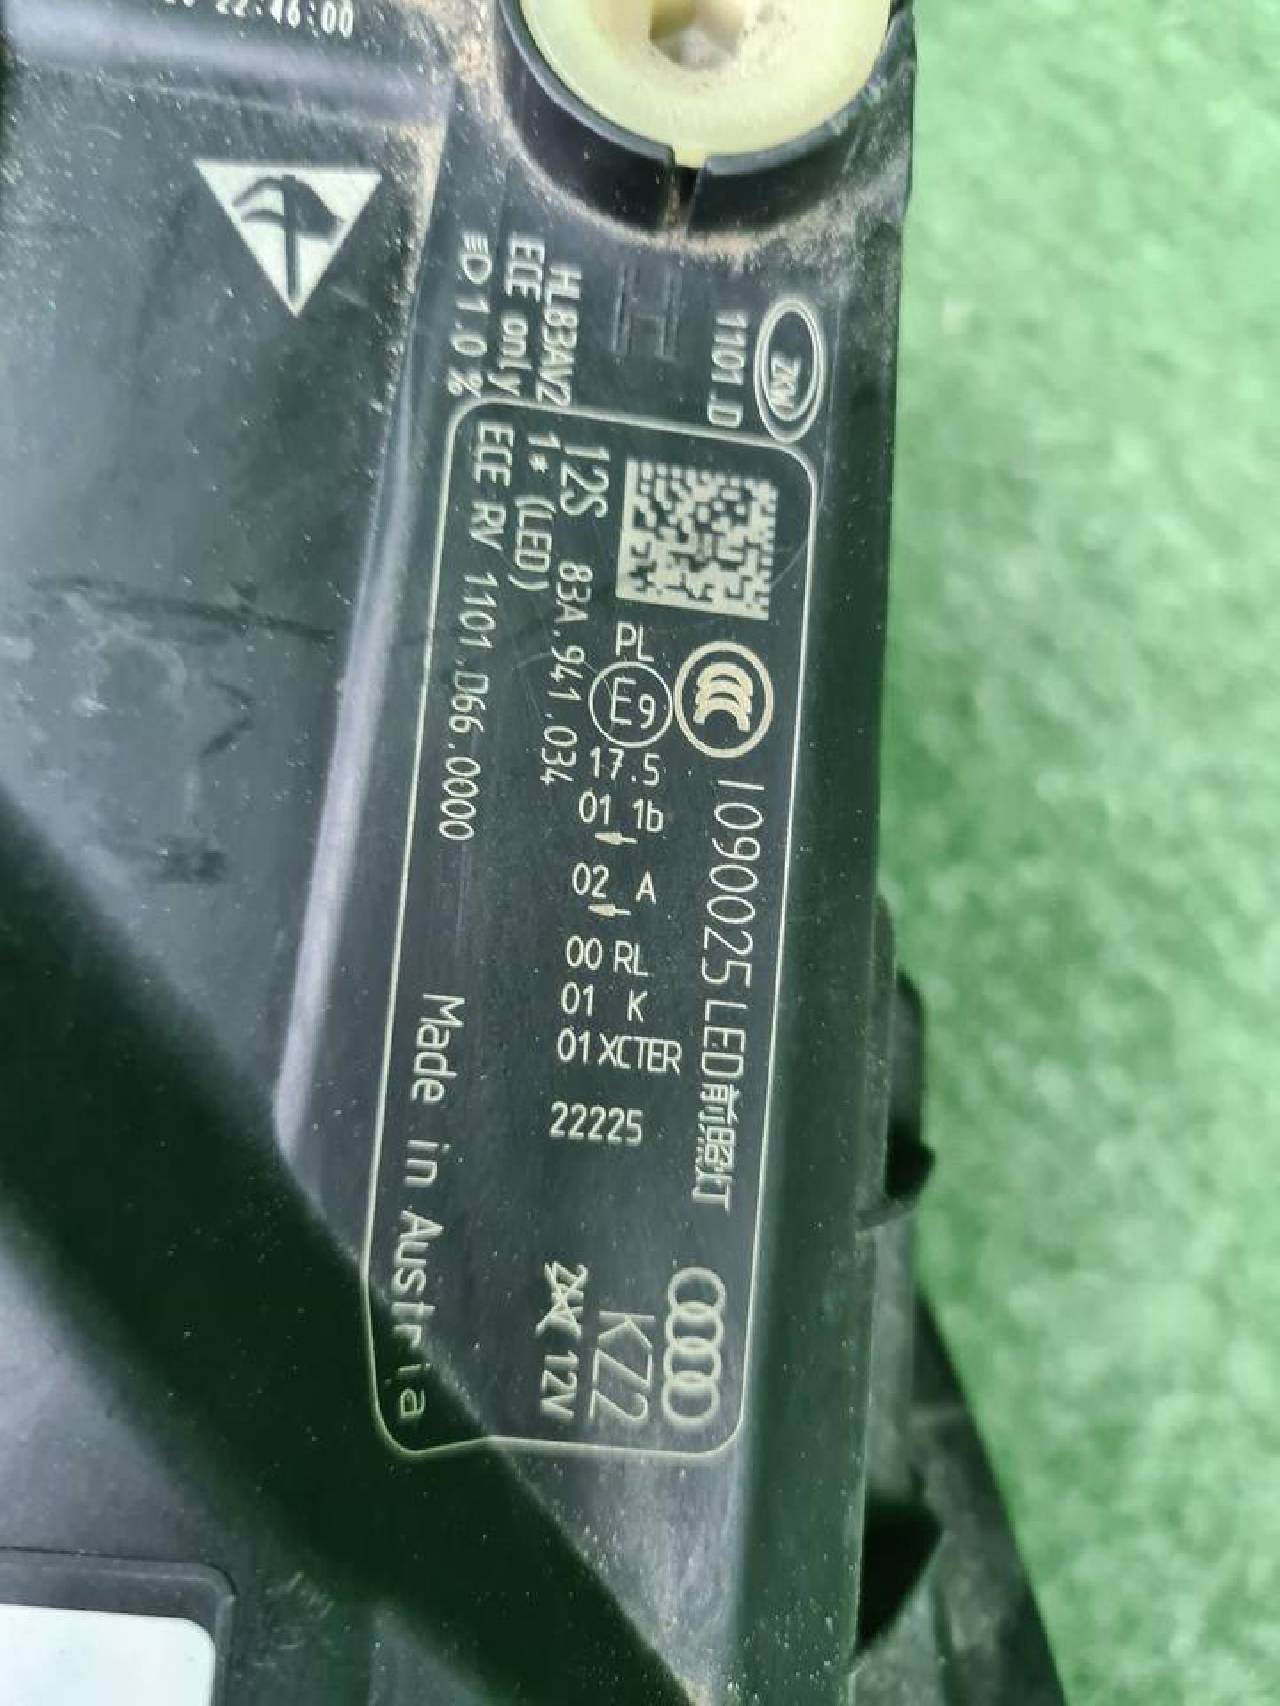 22:46:00
ZKW
1101.D
HL83AV2
ECE only
1.0 %
I090025 LED前照灯
PL
E9
17.5
01 1b
02 A
00 RL
01 K
01 XCTER
22225
KZ2
24V 12V
12S 83A.941.034
1* (LED)
ECE RV 1101.D66.0000
Made in Austria